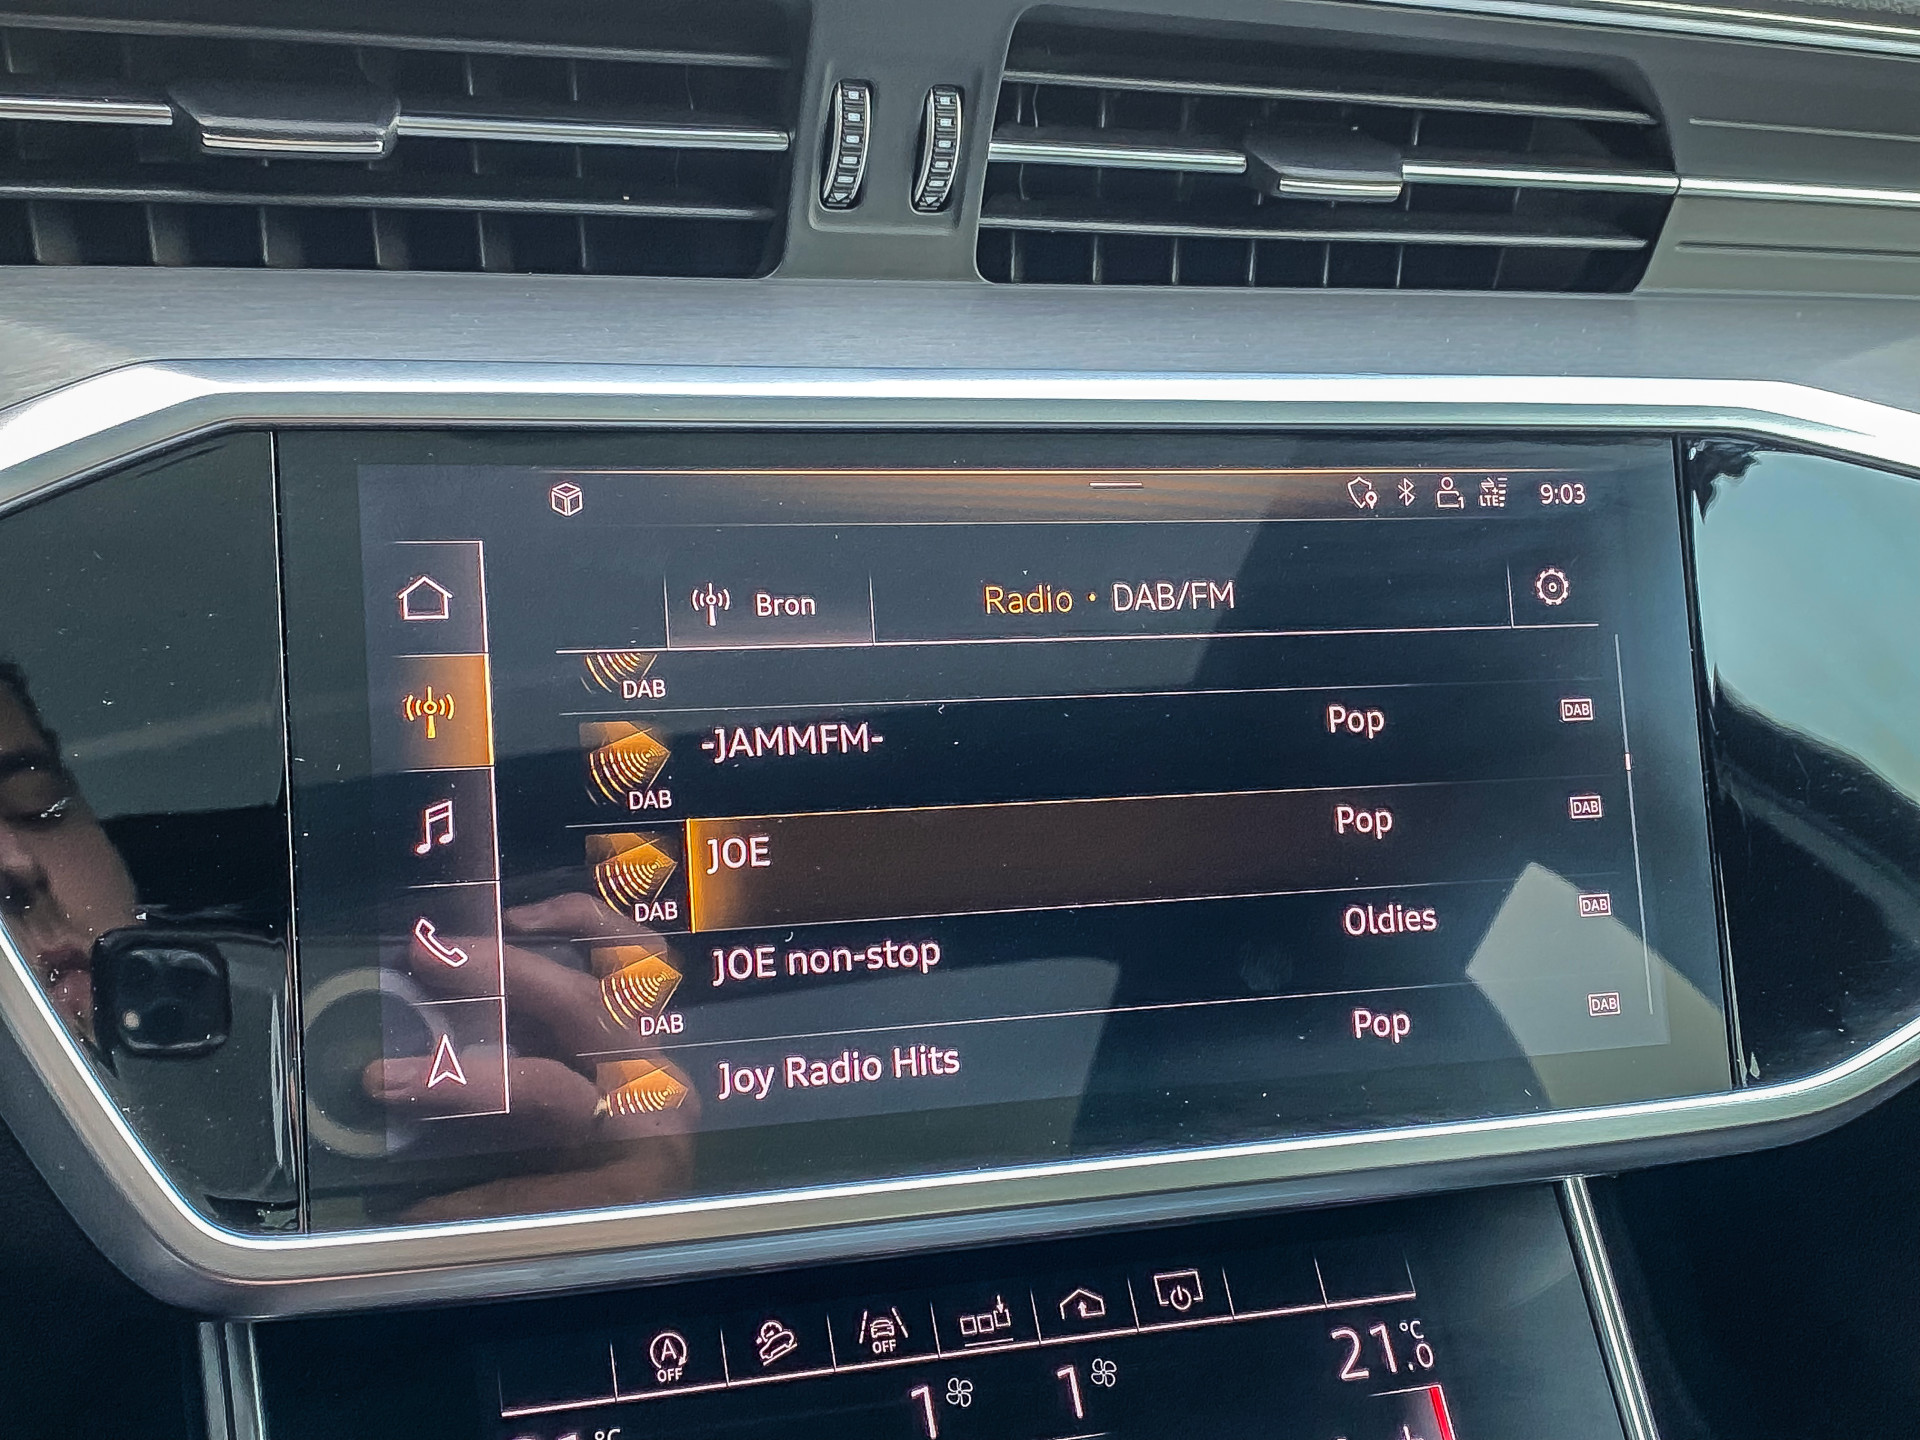 LTE 9:03
Bron Radio • DAB/FM
DAB
-JAMMFM- Pop DAB
DAB
JOE Pop DAB
DAB
JOE non-stop Oldies DAB
DAB
Joy Radio Hits Pop DAB
A OFF OFF
1 1 21.0 °C
°C